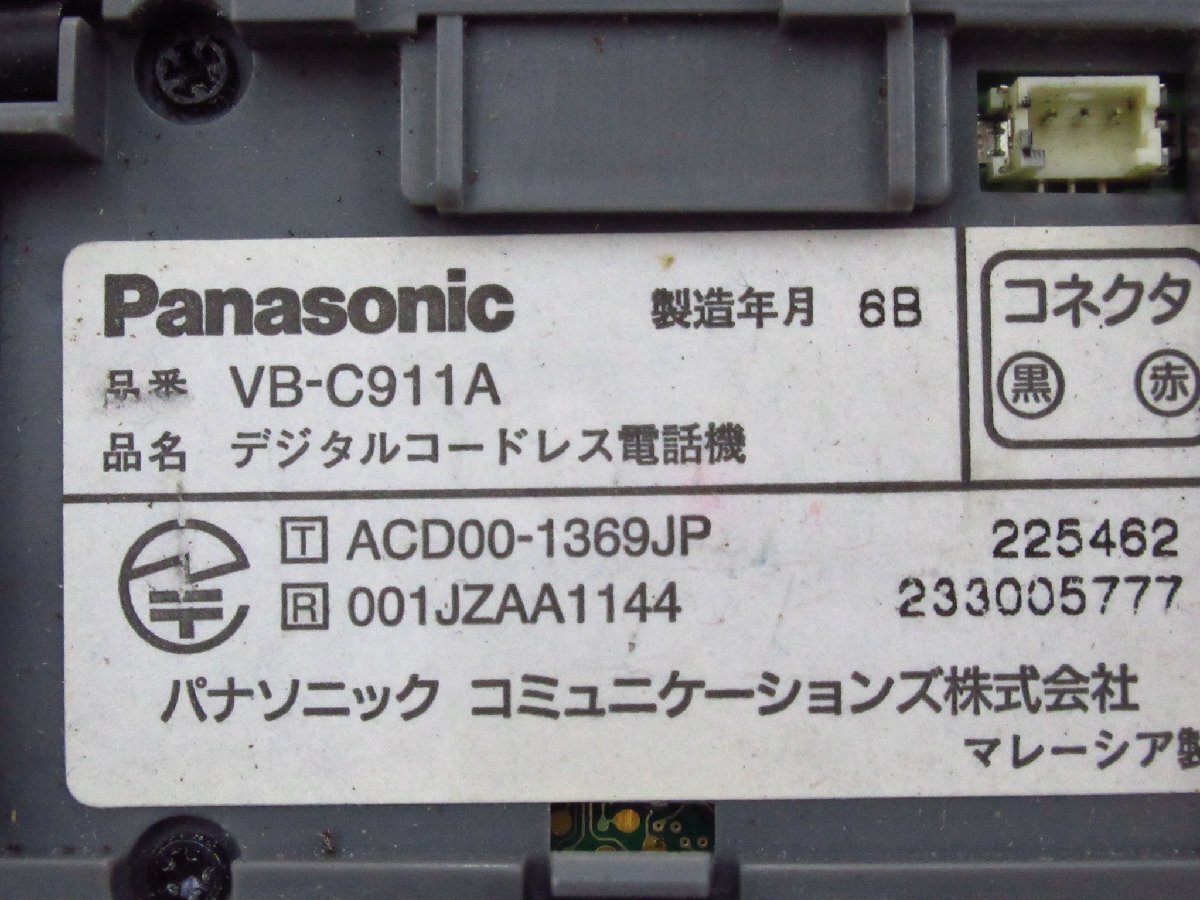 Panasonic 製造年月 6B
品番 VB-C911A
品名 デジタルコードレス電話機
コネクタ
黒 赤
T ACD00-1369JP 225462
R 001JZAA1144 233005777
パナソニック コミュニケーションズ株式会社
マレーシア製